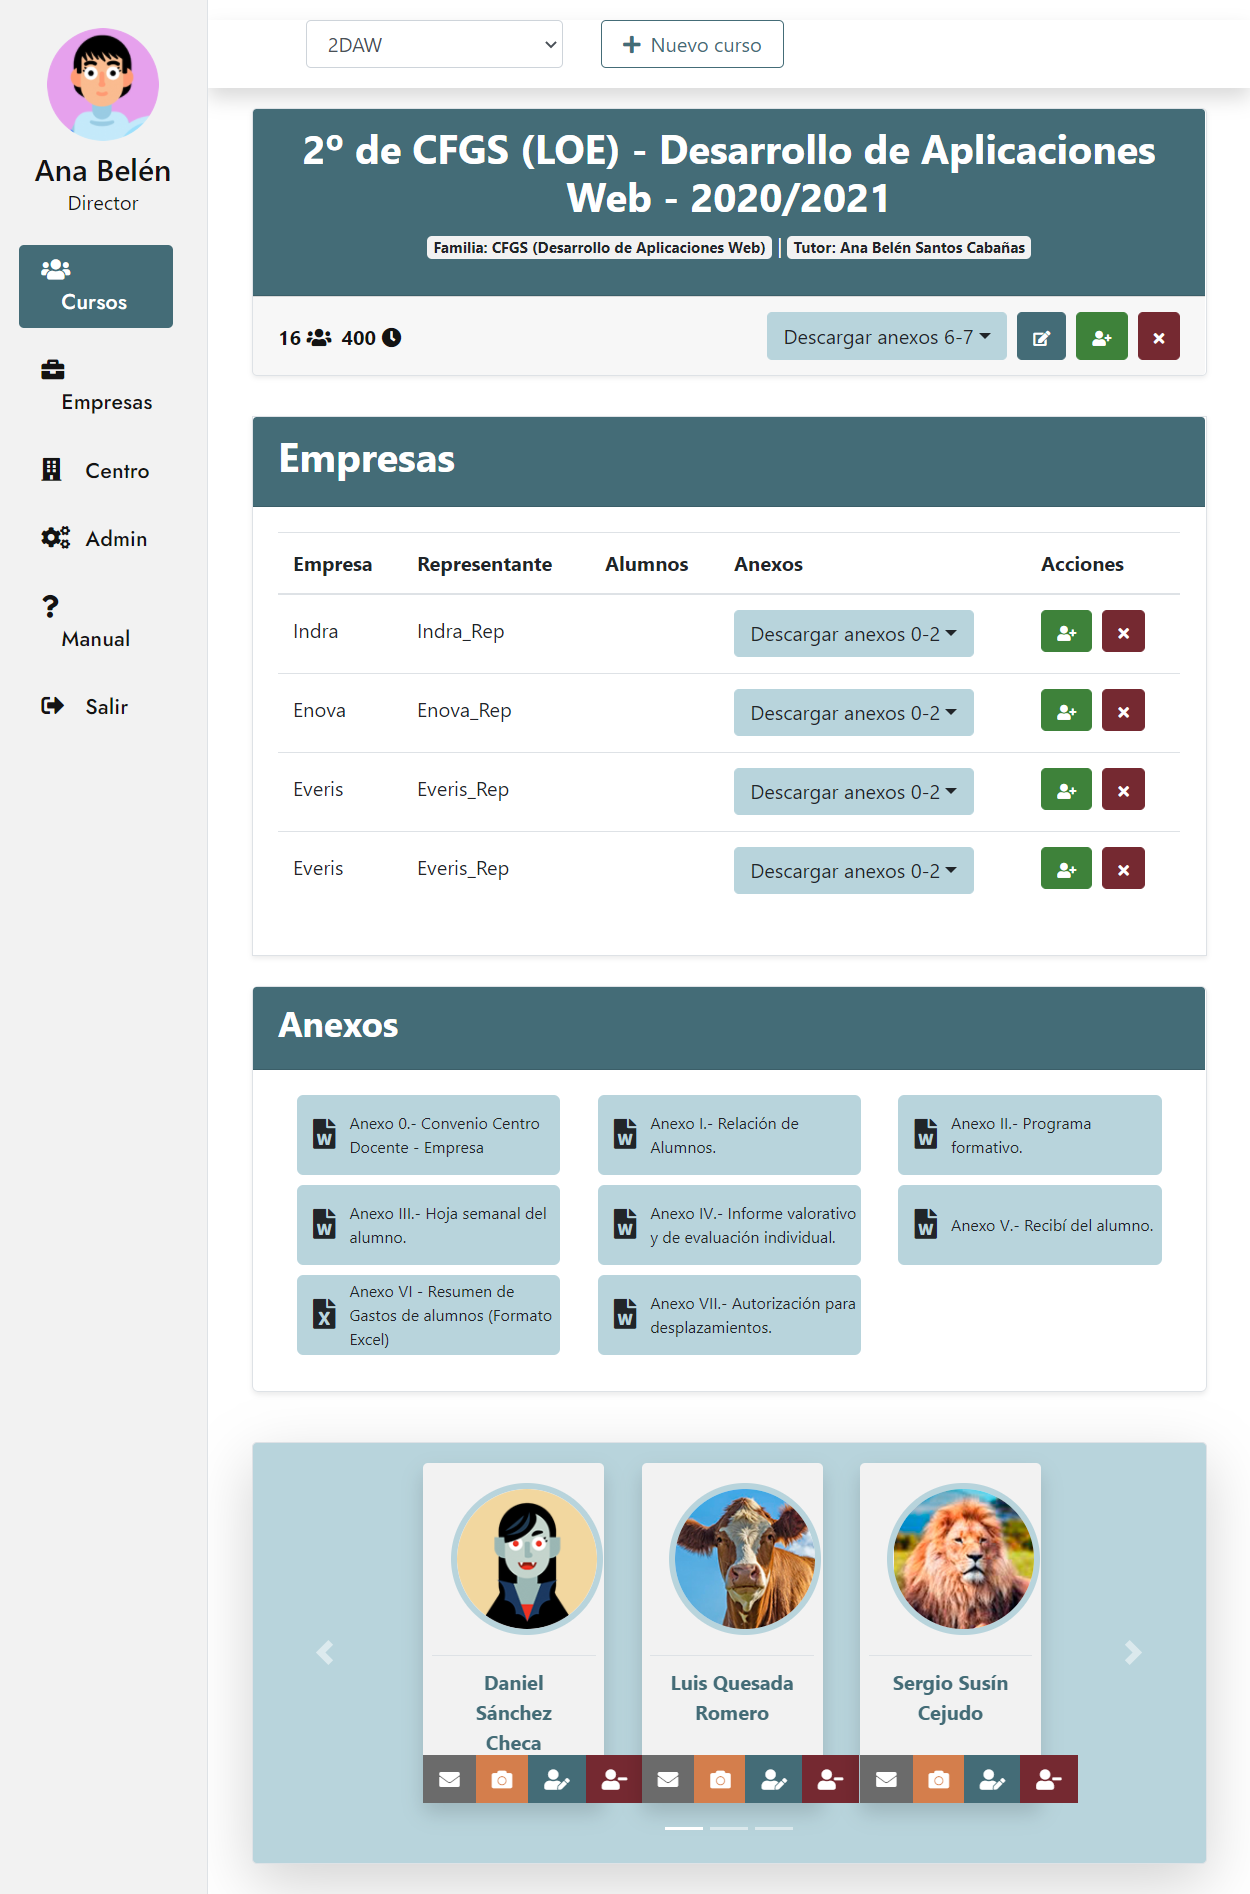 Ana Belén
Director
Cursos
Empresas
Centro
Admin
Manual
Salir
2DAW
Nuevo curso
2º de CFGS (LOE) - Desarrollo de Aplicaciones
Web - 2020/2021
Familia: CFGS (Desarrollo de Aplicaciones Web) | Tutor: Ana Belén Santos Cabañas
16 400
Descargar anexos 6-7
Empresas
Empresa Representante Alumnos Anexos Acciones
Indra Indra_Rep Descargar anexos 0-2
Enova Enova_Rep Descargar anexos 0-2
Everis Everis_Rep Descargar anexos 0-2
Everis Everis_Rep Descargar anexos 0-2
Anexos
Anexo 0.- Convenio Centro
Docente - Empresa
Anexo I.- Relación de
Alumnos.
Anexo II.- Programa
formativo.
Anexo III.- Hoja semanal del
alumno.
Anexo IV.- Informe valorativo
y de evaluación individual.
Anexo V.- Recibí del alumno.
Anexo VI - Resumen de
Gastos de alumnos (Formato
Excel)
Anexo VII.- Autorización para
desplazamientos.
Daniel
Sánchez
Checa
Luis Quesada
Romero
Sergio Susín
Cejudo